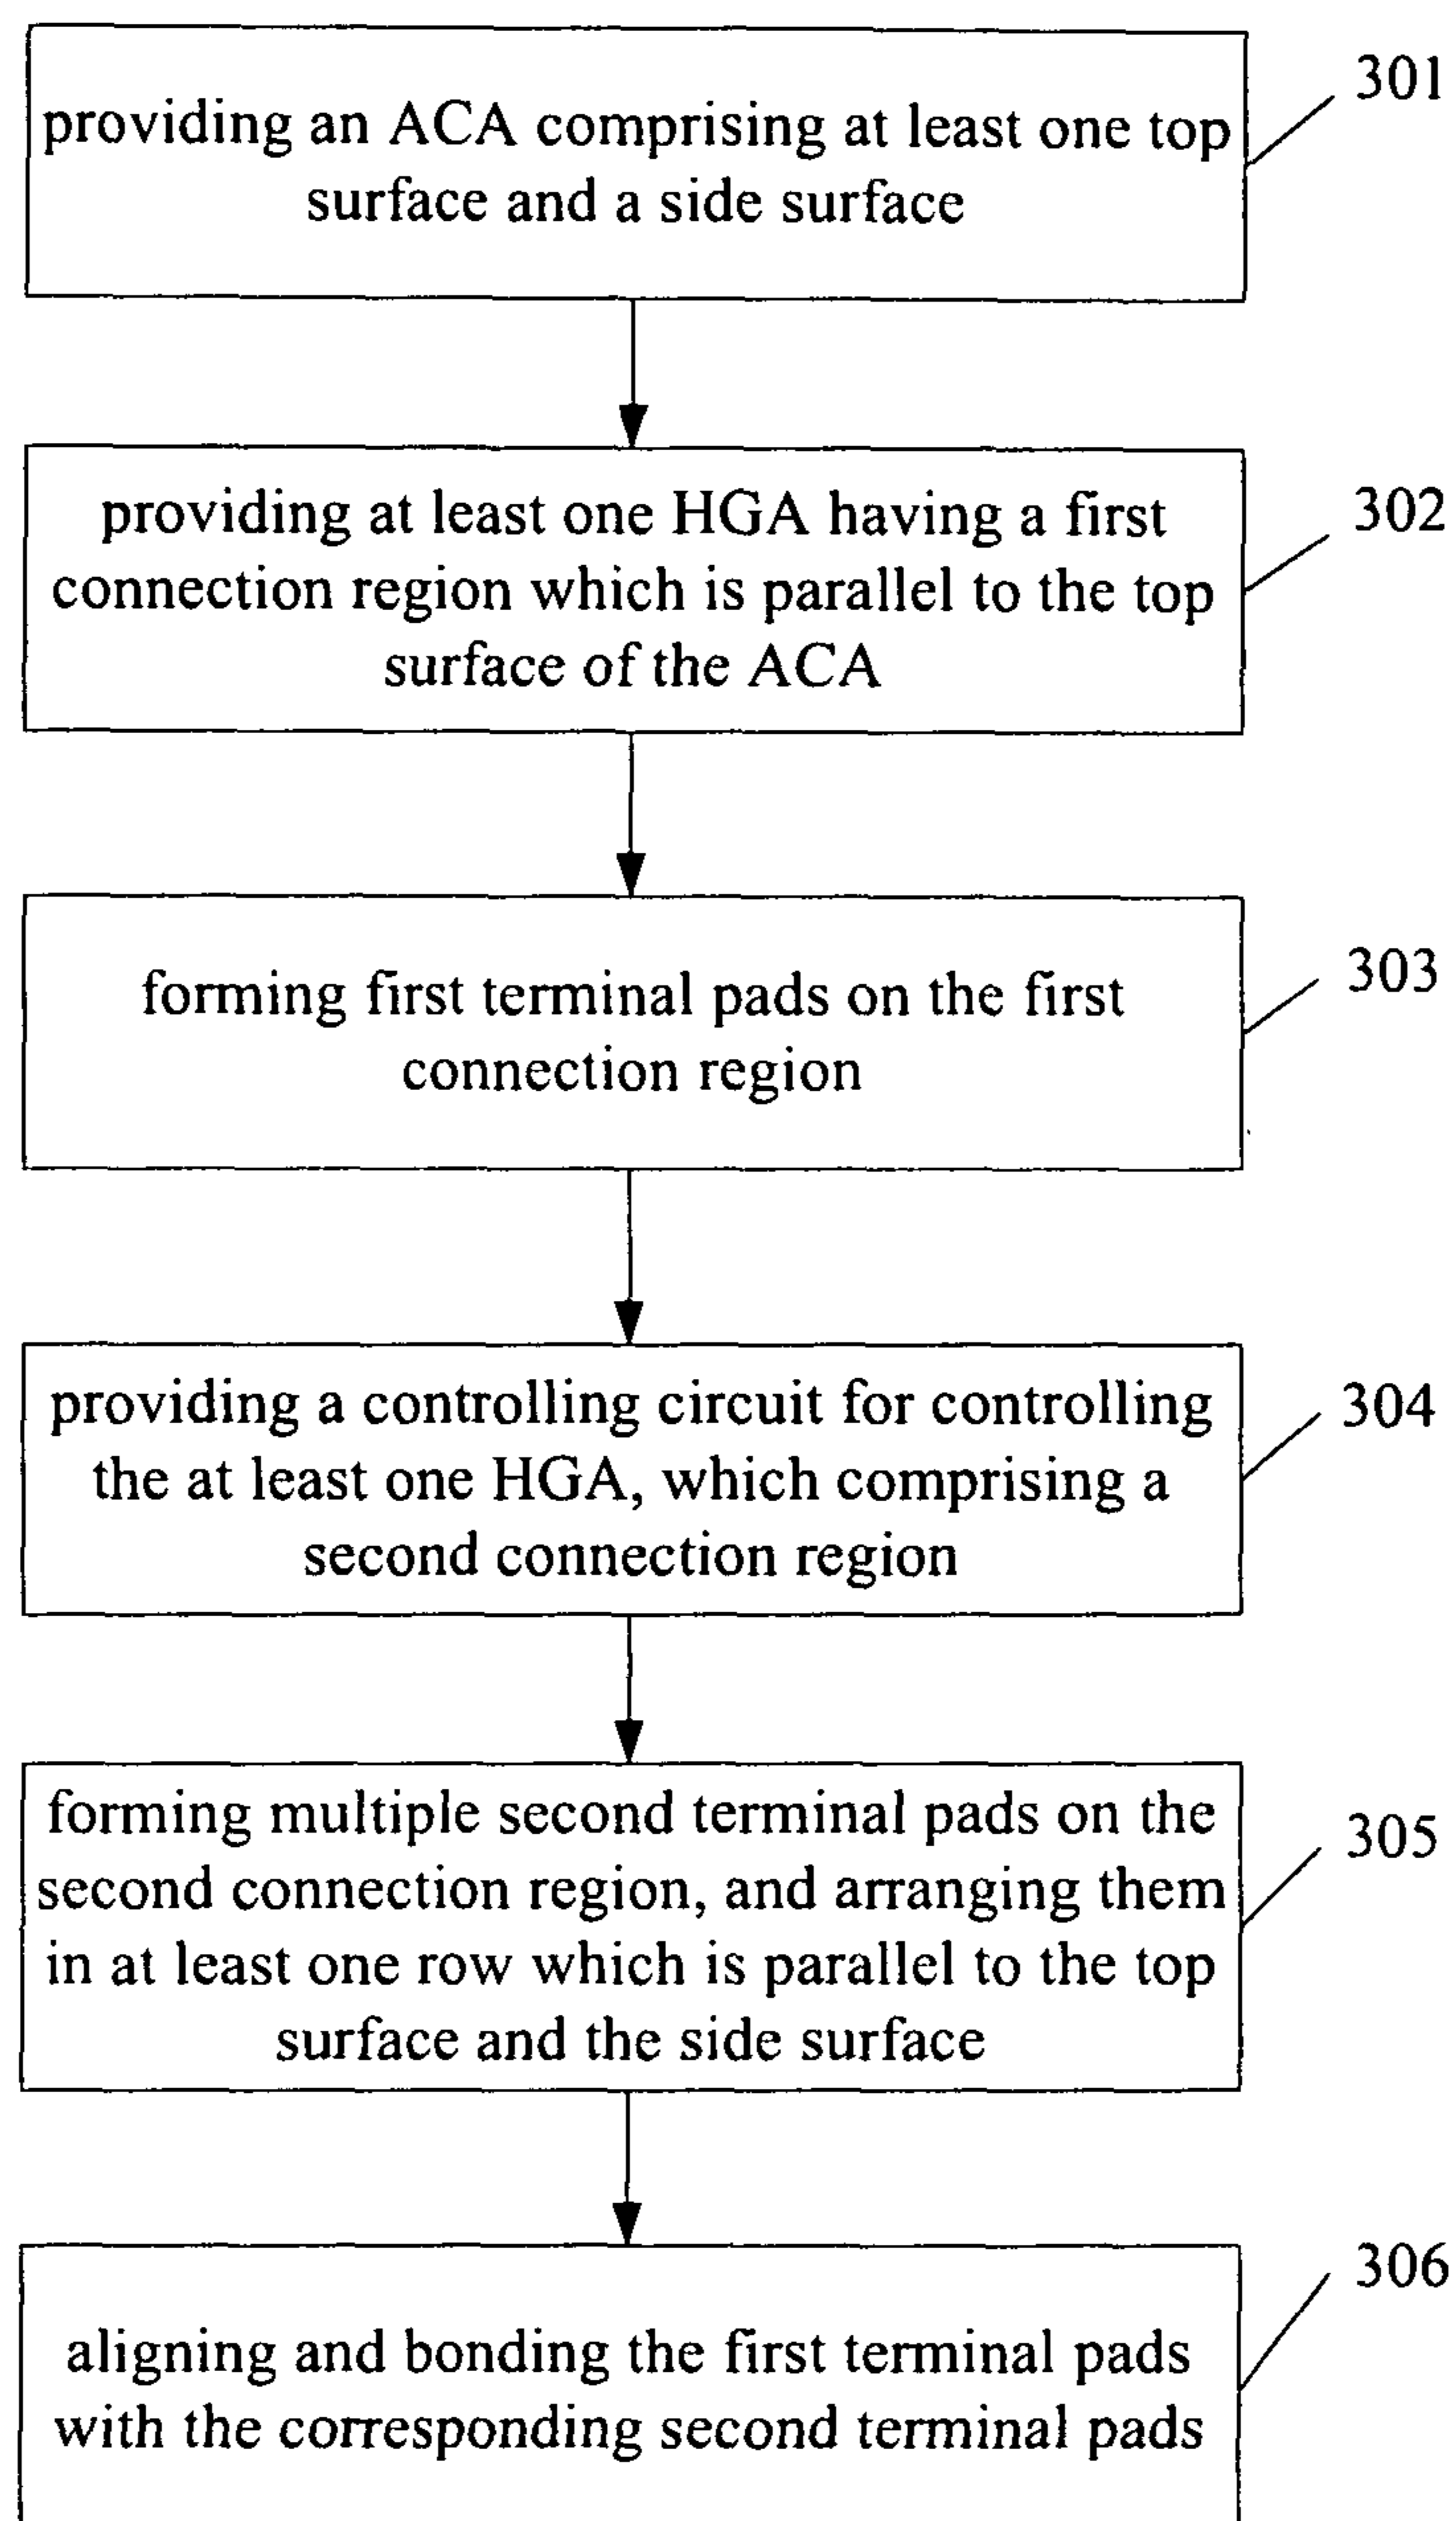 providing an ACA comprising at least one top
surface and a side surface
301
providing at least one HGA having a first
connection region which is parallel to the top
surface of the ACA
302
forming first terminal pads on the first
connection region
303
providing a controlling circuit for controlling
the at least one HGA, which comprising a
second connection region
304
forming multiple second terminal pads on the
second connection region, and arranging them
in at least one row which is parallel to the top
surface and the side surface
305
aligning and bonding the first terminal pads
with the corresponding second terminal pads
306